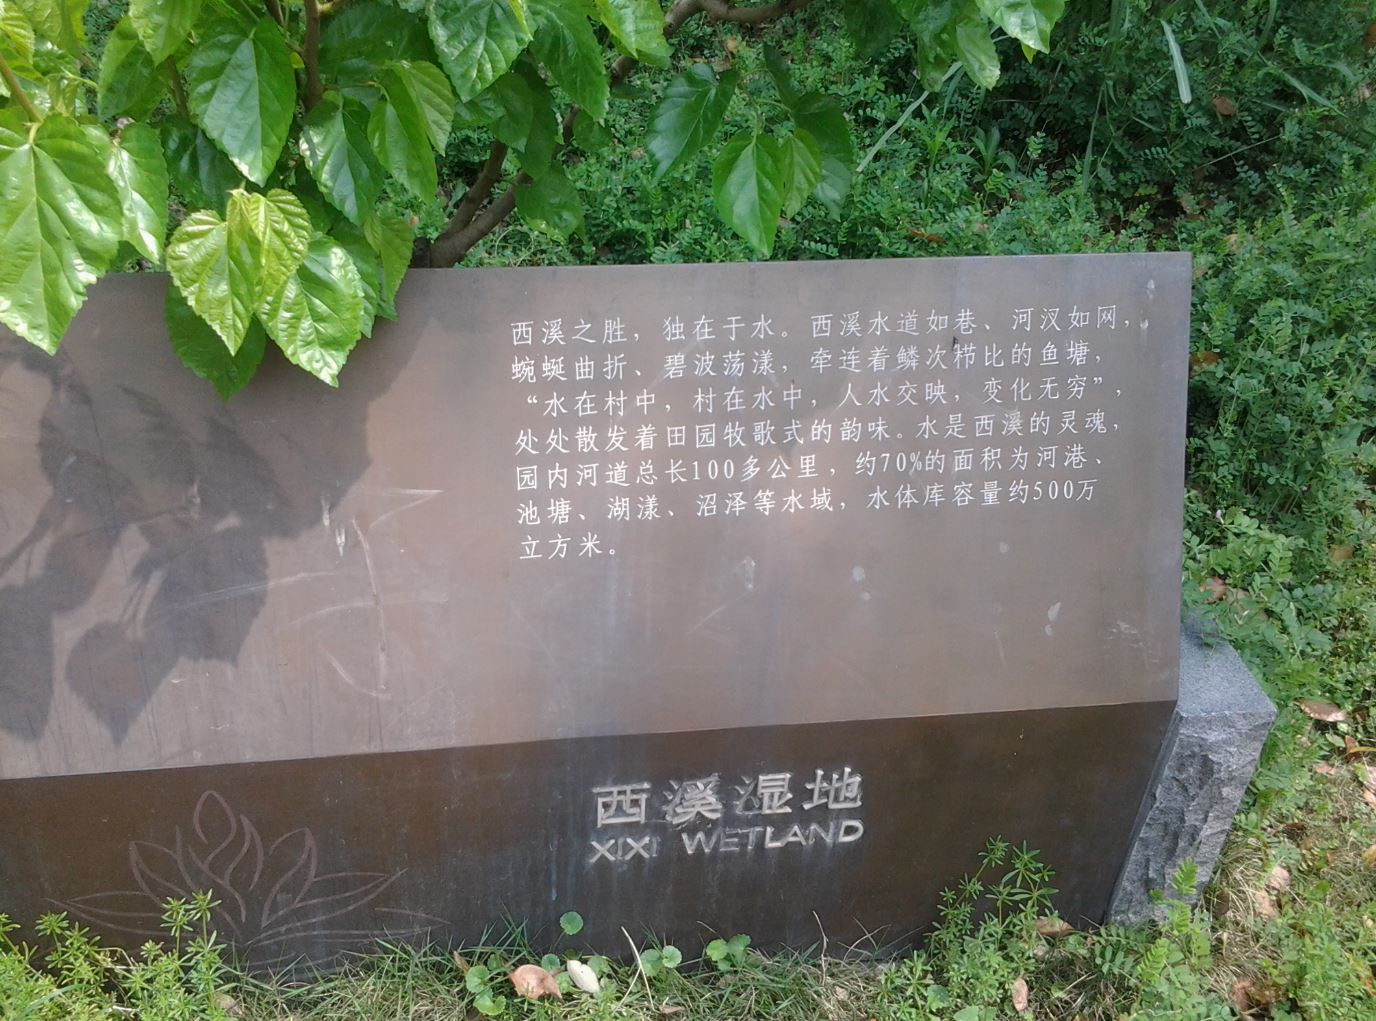 西溪之胜，独在于水。西溪水道如巷、河汊如网，
蜿蜒曲折、碧波荡漾，牵连着鳞次栉比的鱼塘，
“水在村中，村在水中，人水交映，变化无穷”，
处处散发着田园牧歌式的韵味。水是西溪的灵魂，
园内河道总长100多公里，约70%的面积为河港、
池塘、湖漾、沼泽等水域，水体库容量约500万
立方米。
西溪湿地
XIXI WETLAND